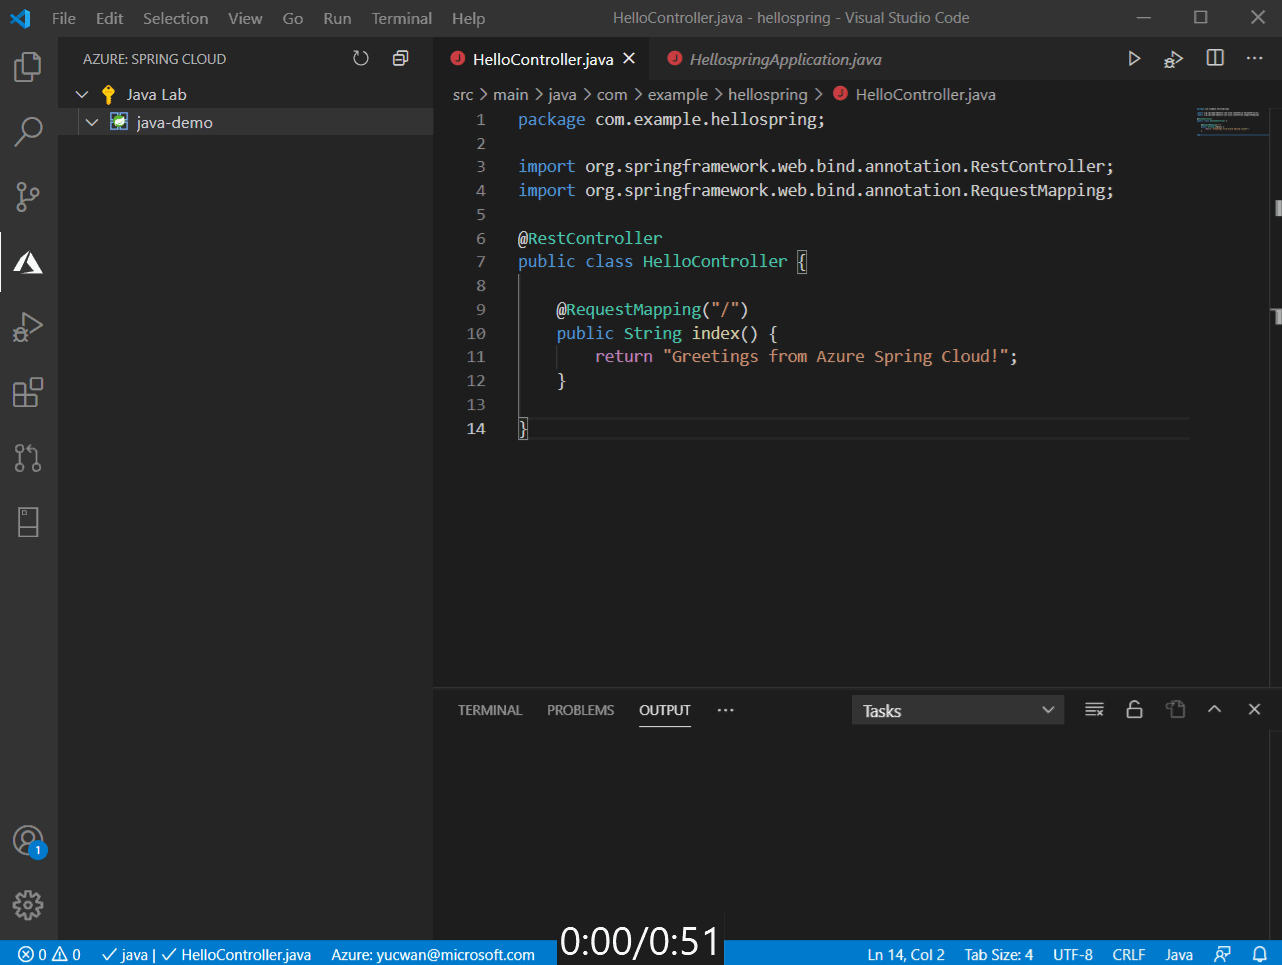 File Edit Selection View Go Run Terminal Help HelloController.java - hellospring - Visual Studio Code
AZURE: SPRING CLOUD
Java Lab
java-demo
HelloController.java HellospringApplication.java
src > main > java > com > example > hellospring > HelloController.java
1 package com.example.hellospring;
2
3 import org.springframework.web.bind.annotation.RestController;
4 import org.springframework.web.bind.annotation.RequestMapping;
5
6 @RestController
7 public class HelloController {
8
9 @RequestMapping("/")
10 public String index() {
11 return "Greetings from Azure Spring Cloud!";
12 }
13
14 }
TERMINAL PROBLEMS OUTPUT ··· Tasks
1
0 0 java | HelloController.java Azure: yucwan@microsoft.com 0:00/0:51 Ln 14, Col 2 Tab Size: 4 UTF-8 CRLF Java